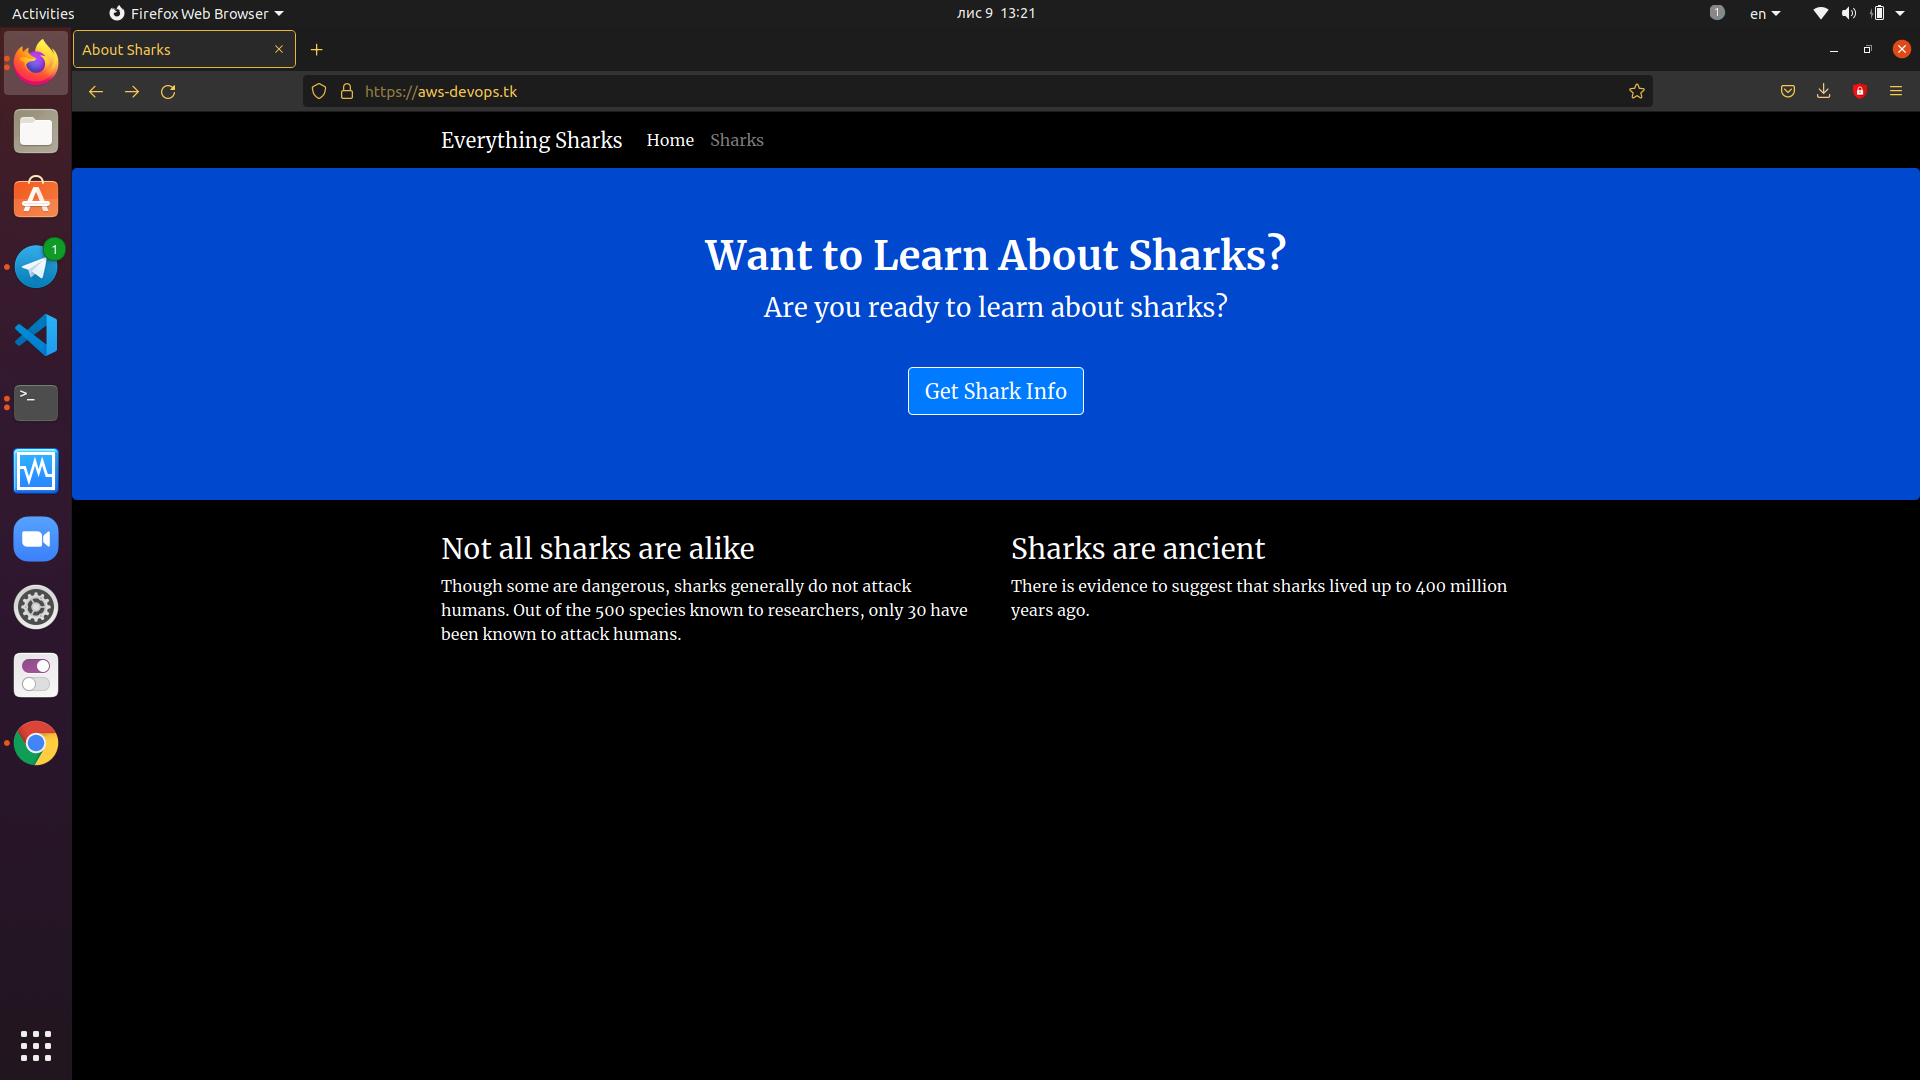 Activities
Firefox Web Browser
лис 9 13:21
1
en
About Sharks
https://aws-devops.tk
1
Everything Sharks
Home
Sharks
Want to Learn About Sharks?
Are you ready to learn about sharks?
Get Shark Info
Not all sharks are alike
Though some are dangerous, sharks generally do not attack
humans. Out of the 500 species known to researchers, only 30 have
been known to attack humans.
Sharks are ancient
There is evidence to suggest that sharks lived up to 400 million
years ago.